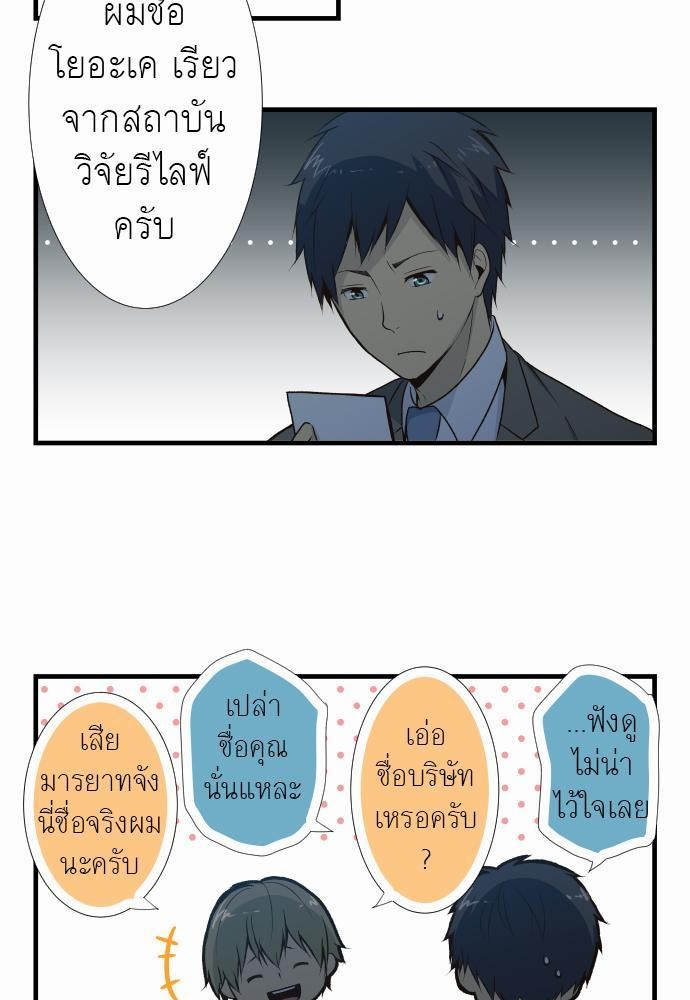 ผมชื่อ
โยอะเค เรียว
จากสถาบัน
วิจัยรีไลฟ์
ครับ
...ฟังดู
ไม่น่า
ไว้ใจเลย
เอ่อ
ชื่อบริษัท
เหรอครับ
?
เปล่า
ชื่อคุณ
นั่นแหละ
เสีย
มารยาทจัง
นี่ชื่อจริงผม
นะครับ